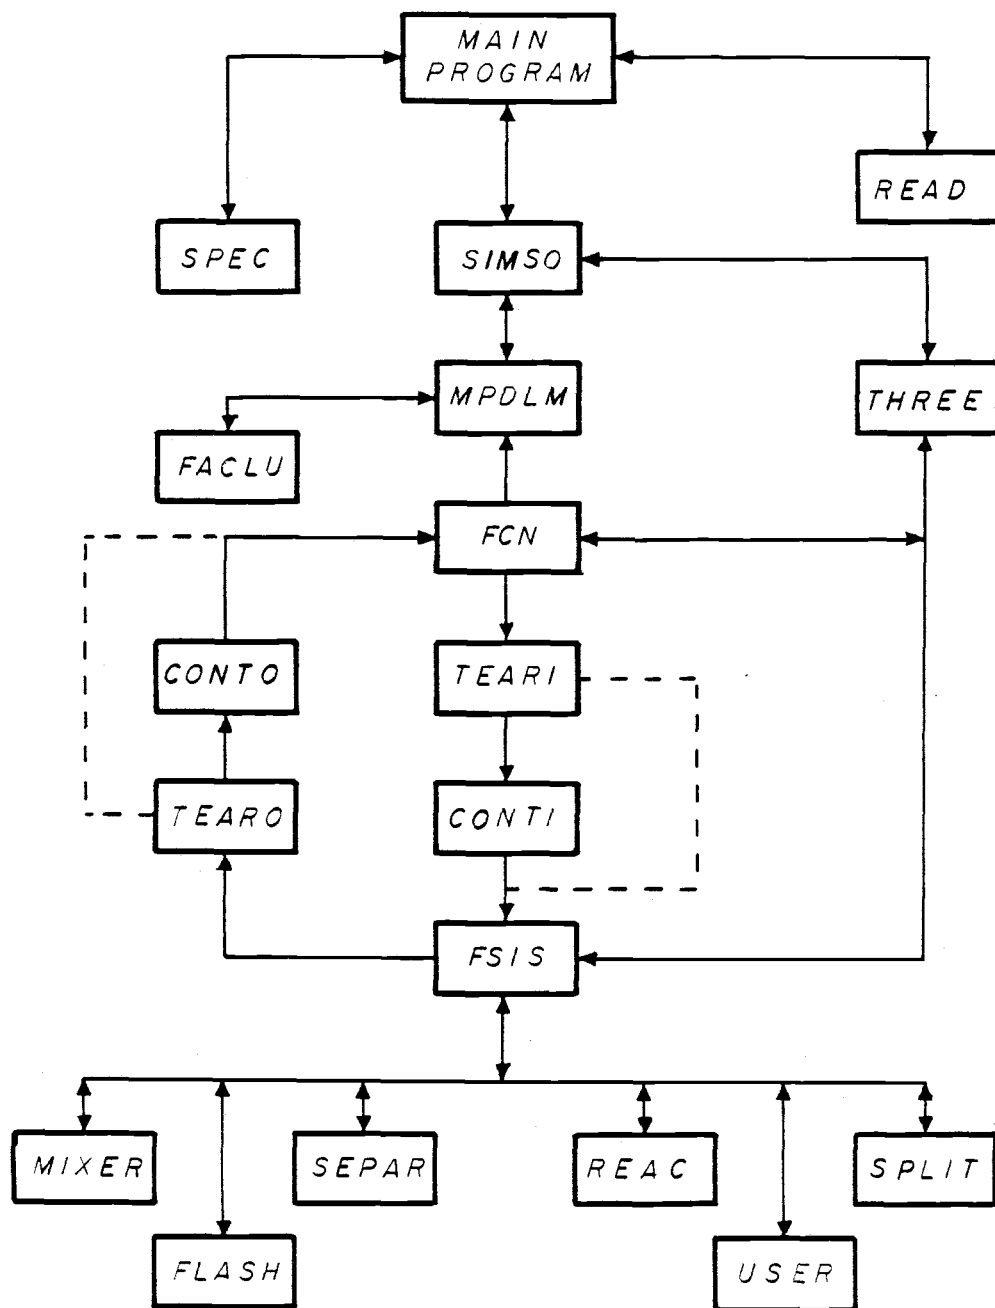 MAIN
PROGRAM
READ
SPEC
SIMSO
MPDLM
THREE
FACLU
FCN
CONTO
TEARI
TEARO
CONTI
FSIS
MIXER
SEPAR
REAC
SPLIT
FLASH
USER